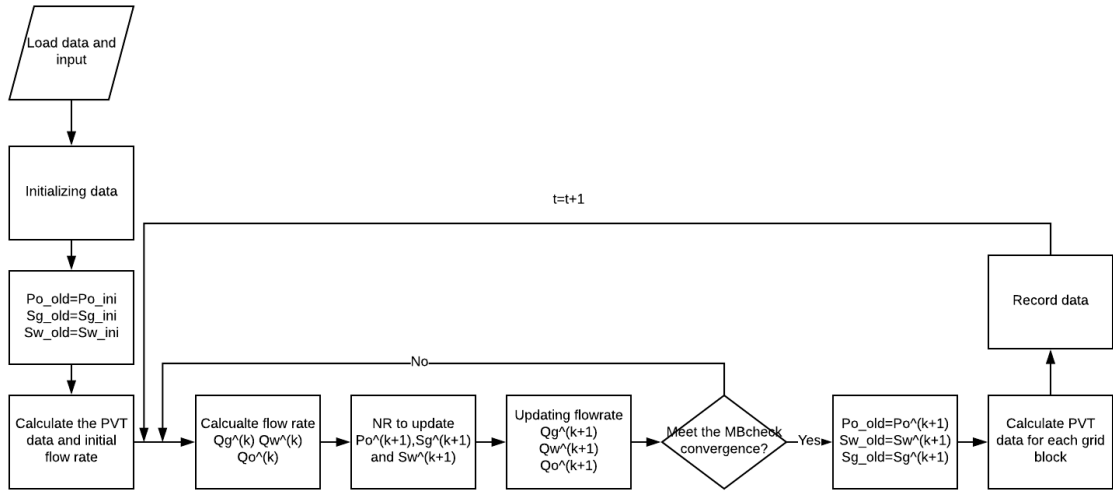 Load data and
input
Initializing data
t=t+1
Po_old=Po_ini
Sg_old=Sg_ini
Sw_old=Sw_ini
Record data
No
Calculate the PVT
data and initial
flow rate
Calcualte flow rate
Qg^(k) Qw^(k)
Qo^(k)
NR to update
Po^(k+1),Sg^(k+1)
and Sw^(k+1)
Updating flowrate
Qg^(k+1)
Qw^(k+1)
Qo^(k+1)
Meet the MBcheck
convergence?
Yes
Po_old=Po^(k+1)
Sw_old=Sw^(k+1)
Sg_old=Sg^(k+1)
Calculate PVT
data for each grid
block